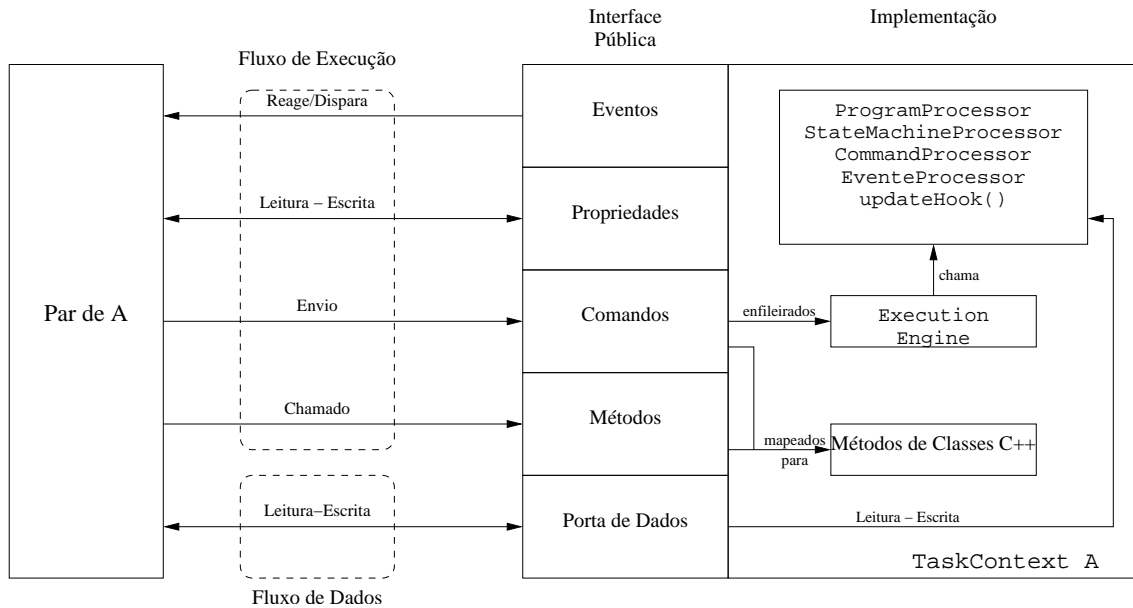 Interface
Pública
Implementação
Fluxo de Execução
Reage/Dispara
Eventos
ProgramProcessor
StateMachineProcessor
CommandProcessor
EventeProcessor
updateHook()
Leitura – Escrita
Propriedades
chama
Par de A
Envio
Comandos
enfileirados
Execution
Engine
Chamado
Métodos
mapeados
para
Métodos de Classes C++
Leitura–Escrita
Porta de Dados
Leitura – Escrita
TaskContext A
Fluxo de Dados